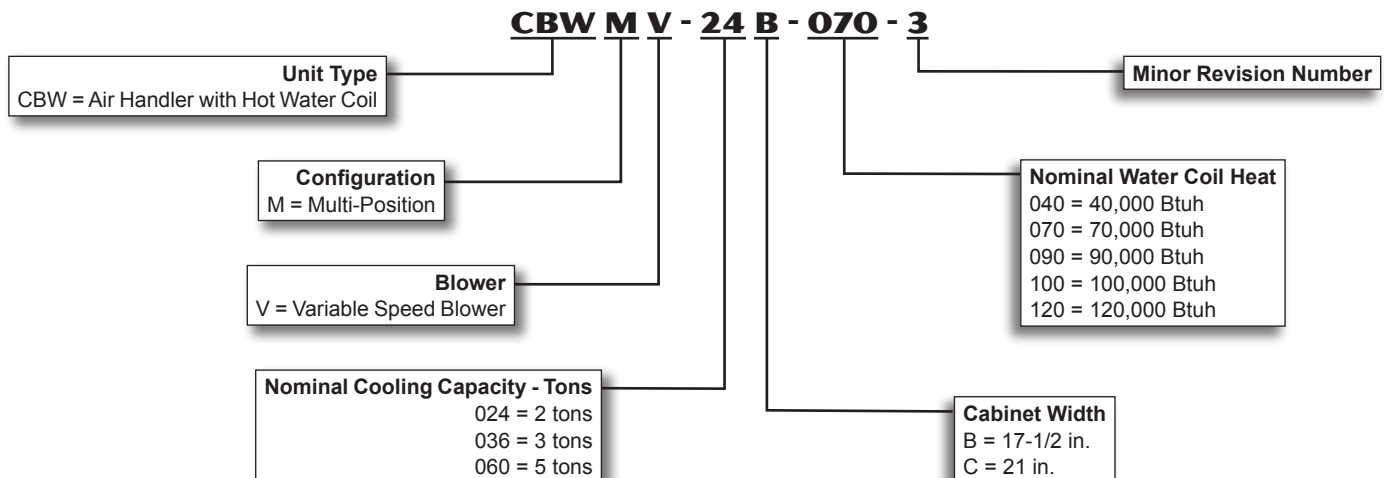 CBW M V - 24 B - 070 - 3
Unit Type
CBW = Air Handler with Hot Water Coil
Minor Revision Number
Configuration
M = Multi-Position
Nominal Water Coil Heat
040 = 40,000 Btuh
070 = 70,000 Btuh
090 = 90,000 Btuh
100 = 100,000 Btuh
120 = 120,000 Btuh
Blower
V = Variable Speed Blower
Nominal Cooling Capacity - Tons
024 = 2 tons
036 = 3 tons
060 = 5 tons
Cabinet Width
B = 17-1/2 in.
C = 21 in.